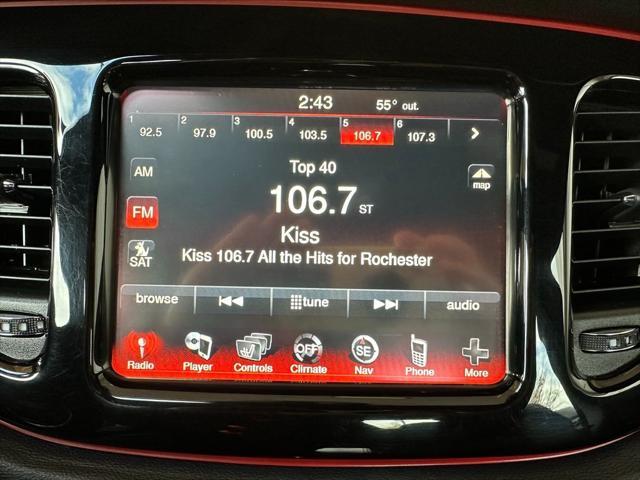 2:43 55° out.
1 92.5 2 97.9 3 100.5 4 103.5 5 106.7 6 107.3 >
AM
Top 40
map
FM
106.7 ST
Kiss
SAT
Kiss 106.7 All the Hits for Rochester
browse tune audio
OFF SE
Radio Player Controls Climate Nav Phone More